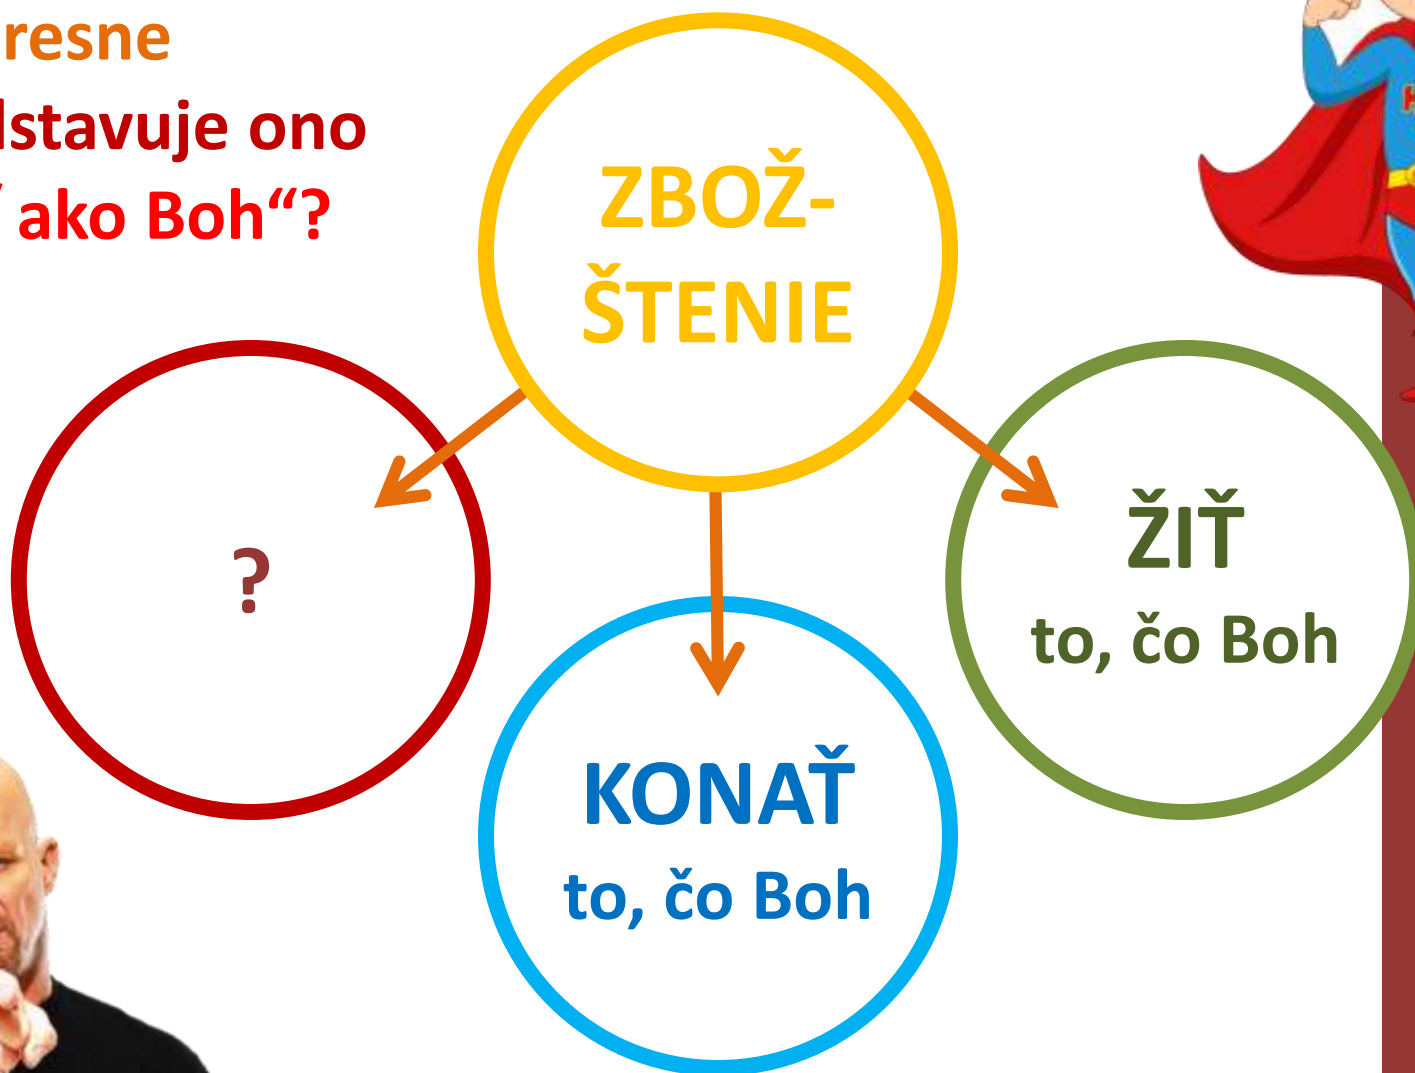 resne
dstavuje ono
ako Boh“?
ZBOŽ-
ŠTENIE
?
ŽIŤ
to, čo Boh
KONAŤ
to, čo Boh